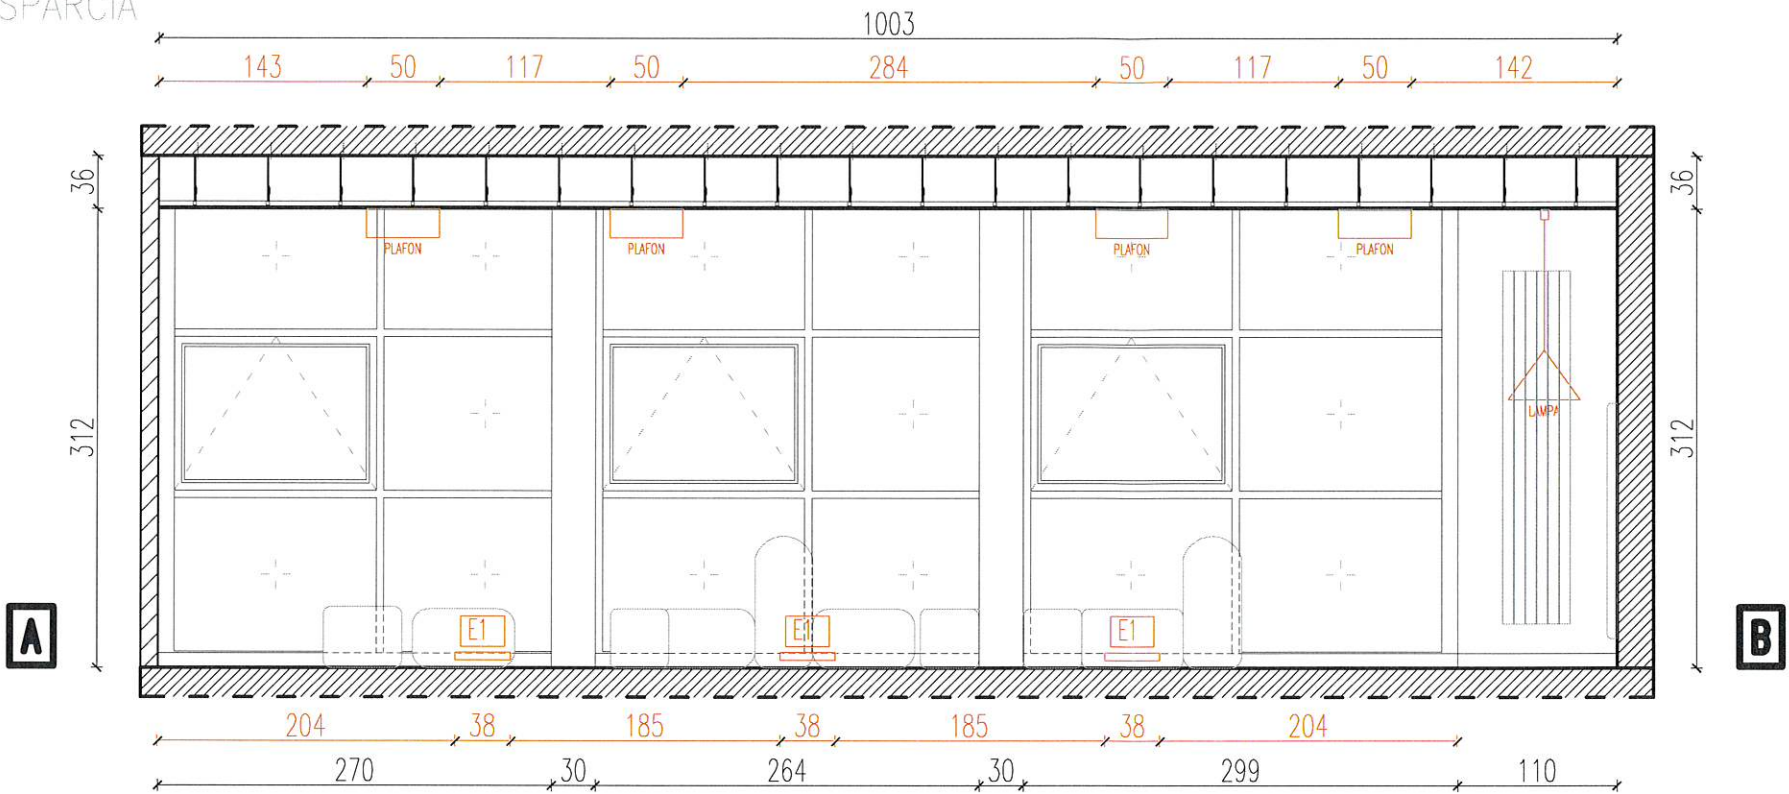 SPARCIA
1003
143 50 117 50 284 50 117 50 142
36 36
PLAFON PLAFON PLAFON PLAFON
LAMPA
312 312
A E1 E1 E1 B
204 38 185 38 185 38 204
270 30 264 30 299 110